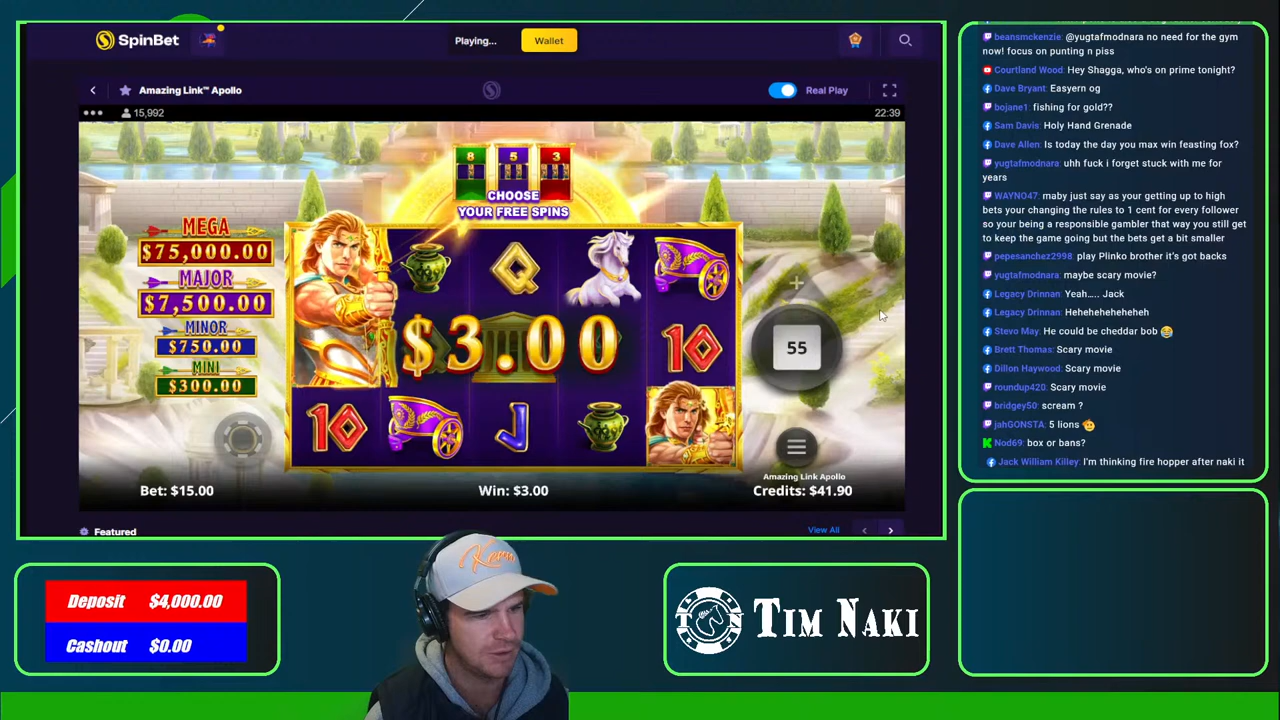 SpinBet
Playing...
Wallet
Amazing Link™ Apollo
Real Play
15,992
22:39
8
5
3
CHOOSE
YOUR FREE SPINS
MEGA
$75,000.00
MAJOR
$7,500.00
MINOR
$750.00
MINI
$300.00
Q
$3.00
10
10
J
55
Amazing Link Apollo
Bet: $15.00
Win: $3.00
Credits: $41.90
Featured
View All
Deposit $4,000.00
Cashout $0.00
TIM NAKI
beansmckenzie: @yugtafmodnara no need for the gym
now! focus on punting n piss
Courtland Wood: Hey Shagga, who's on prime tonight?
Dave Bryant: Easyern og
bojane1: fishing for gold??
Sam Davis: Holy Hand Grenade
Dave Allen: Is today the day you max win feasting fox?
yugtafmodnara: uhh fuck i forget stuck with me for
years
WAYNO47: maby just say as your getting up to high
bets your changing the rules to 1 cent for every follower
so your being a responsible gambler that way you still get
to keep the game going but the bets get a bit smaller
pepesanchez2998: play Plinko brother it's got backs
yugtafmodnara: maybe scary movie?
Legacy Drinnan: Yeah.... Jack
Legacy Drinnan: Heheheheheheh
Stevo May: He could be cheddar bob 😂
Brett Thomas: Scary movie
Dillon Haywood: Scary movie
roundup420: Scary movie
bridgey50: scream ?
jahGONSTA: 5 lions
Nod69: box or bans?
Jack William Killey: I'm thinking fire hopper after naki it